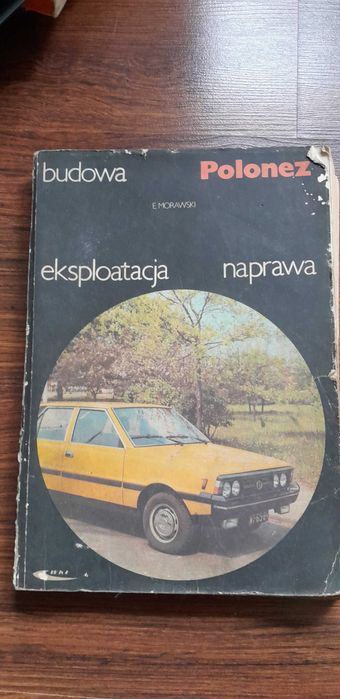 budowa Polonez
E. MORAWSKI
eksploatacja naprawa